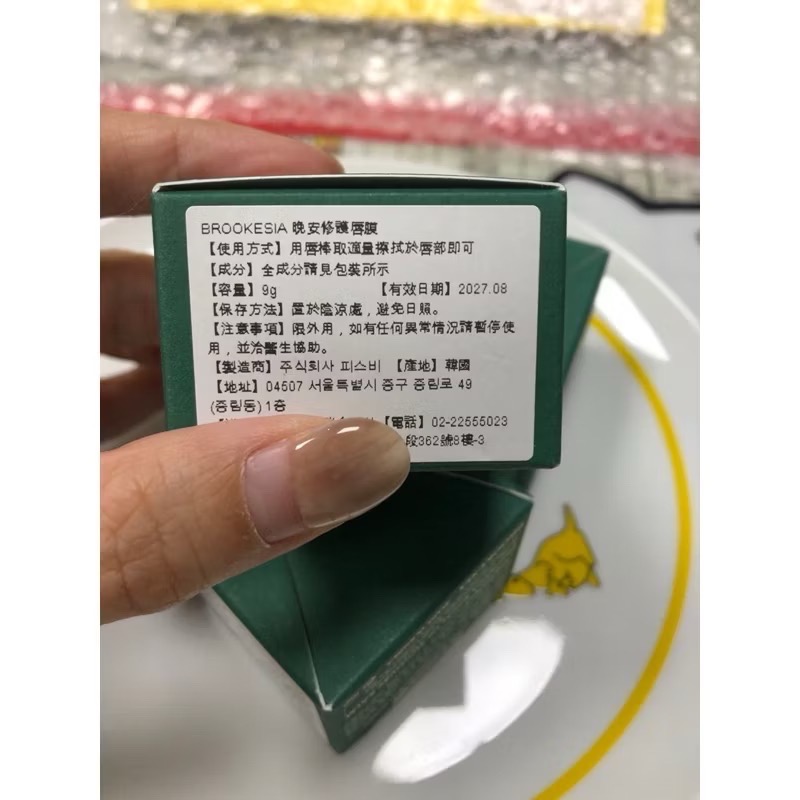 BROOKESIA 晚安修護唇膜
【使用方式】用唇棒取適量擦拭於唇部即可
【成分】全成分請見包裝所示
【容量】9g 【有效日期】2027.08
【保存方法】置於陰涼處，避免日照。
【注意事項】限外用，如有任何異常情況請暫停使
用，並洽醫生協助。
【製造商】주식회사 피스비 【產地】韓國
【地址】04507 서울특별시 중구 중림로 49
(중림동) 1층
【電話】02-22555023
段362號8樓-3